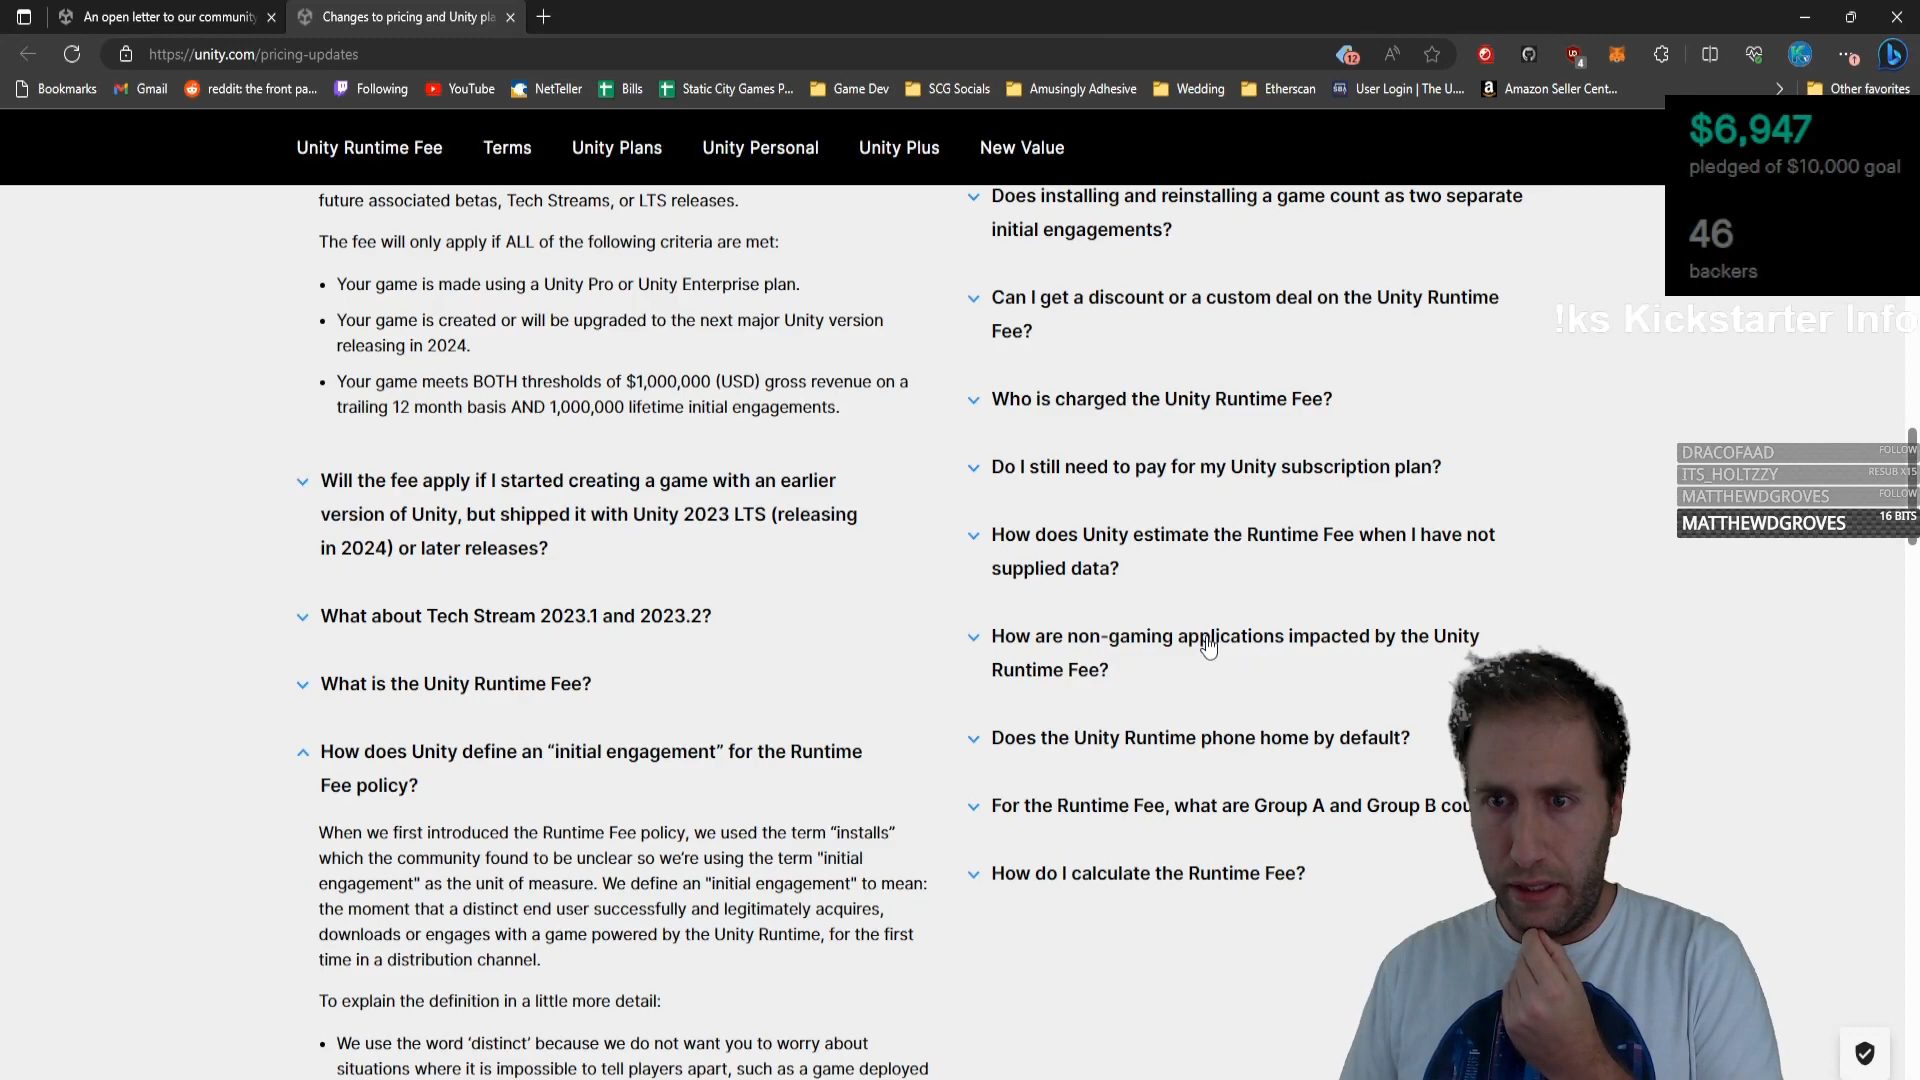 An open letter to our community
Changes to pricing and Unity pla
https://unity.com/pricing-updates
12
4
1
Bookmarks
Gmail
reddit: the front pa...
Following
YouTube
NetTeller
Bills
Static City Games P...
Game Dev
SCG Socials
Amusingly Adhesive
Wedding
Etherscan
User Login | The U....
Amazon Seller Cent...
Other favorites
Unity Runtime Fee
Terms
Unity Plans
Unity Personal
Unity Plus
New Value
$6,947
pledged of $10,000 goal
46
backers
!ks Kickstarter Info
DRACOFAAD FOLLOW
ITS_HOLTZZY RESUB X15
MATTHEWDGROVES FOLLOW
MATTHEWDGROVES 16 BITS
future associated betas, Tech Streams, or LTS releases.
The fee will only apply if ALL of the following criteria are met:
• Your game is made using a Unity Pro or Unity Enterprise plan.
• Your game is created or will be upgraded to the next major Unity version
releasing in 2024.
• Your game meets BOTH thresholds of $1,000,000 (USD) gross revenue on a
trailing 12 month basis AND 1,000,000 lifetime initial engagements.
Will the fee apply if I started creating a game with an earlier
version of Unity, but shipped it with Unity 2023 LTS (releasing
in 2024) or later releases?
What about Tech Stream 2023.1 and 2023.2?
What is the Unity Runtime Fee?
How does Unity define an “initial engagement” for the Runtime
Fee policy?
When we first introduced the Runtime Fee policy, we used the term “installs”
which the community found to be unclear so we’re using the term "initial
engagement" as the unit of measure. We define an "initial engagement" to mean:
the moment that a distinct end user successfully and legitimately acquires,
downloads or engages with a game powered by the Unity Runtime, for the first
time in a distribution channel.
To explain the definition in a little more detail:
• We use the word ‘distinct’ because we do not want you to worry about
situations where it is impossible to tell players apart, such as a game deployed
Does installing and reinstalling a game count as two separate
initial engagements?
Can I get a discount or a custom deal on the Unity Runtime
Fee?
Who is charged the Unity Runtime Fee?
Do I still need to pay for my Unity subscription plan?
How does Unity estimate the Runtime Fee when I have not
supplied data?
How are non-gaming applications impacted by the Unity
Runtime Fee?
Does the Unity Runtime phone home by default?
For the Runtime Fee, what are Group A and Group B cou
How do I calculate the Runtime Fee?